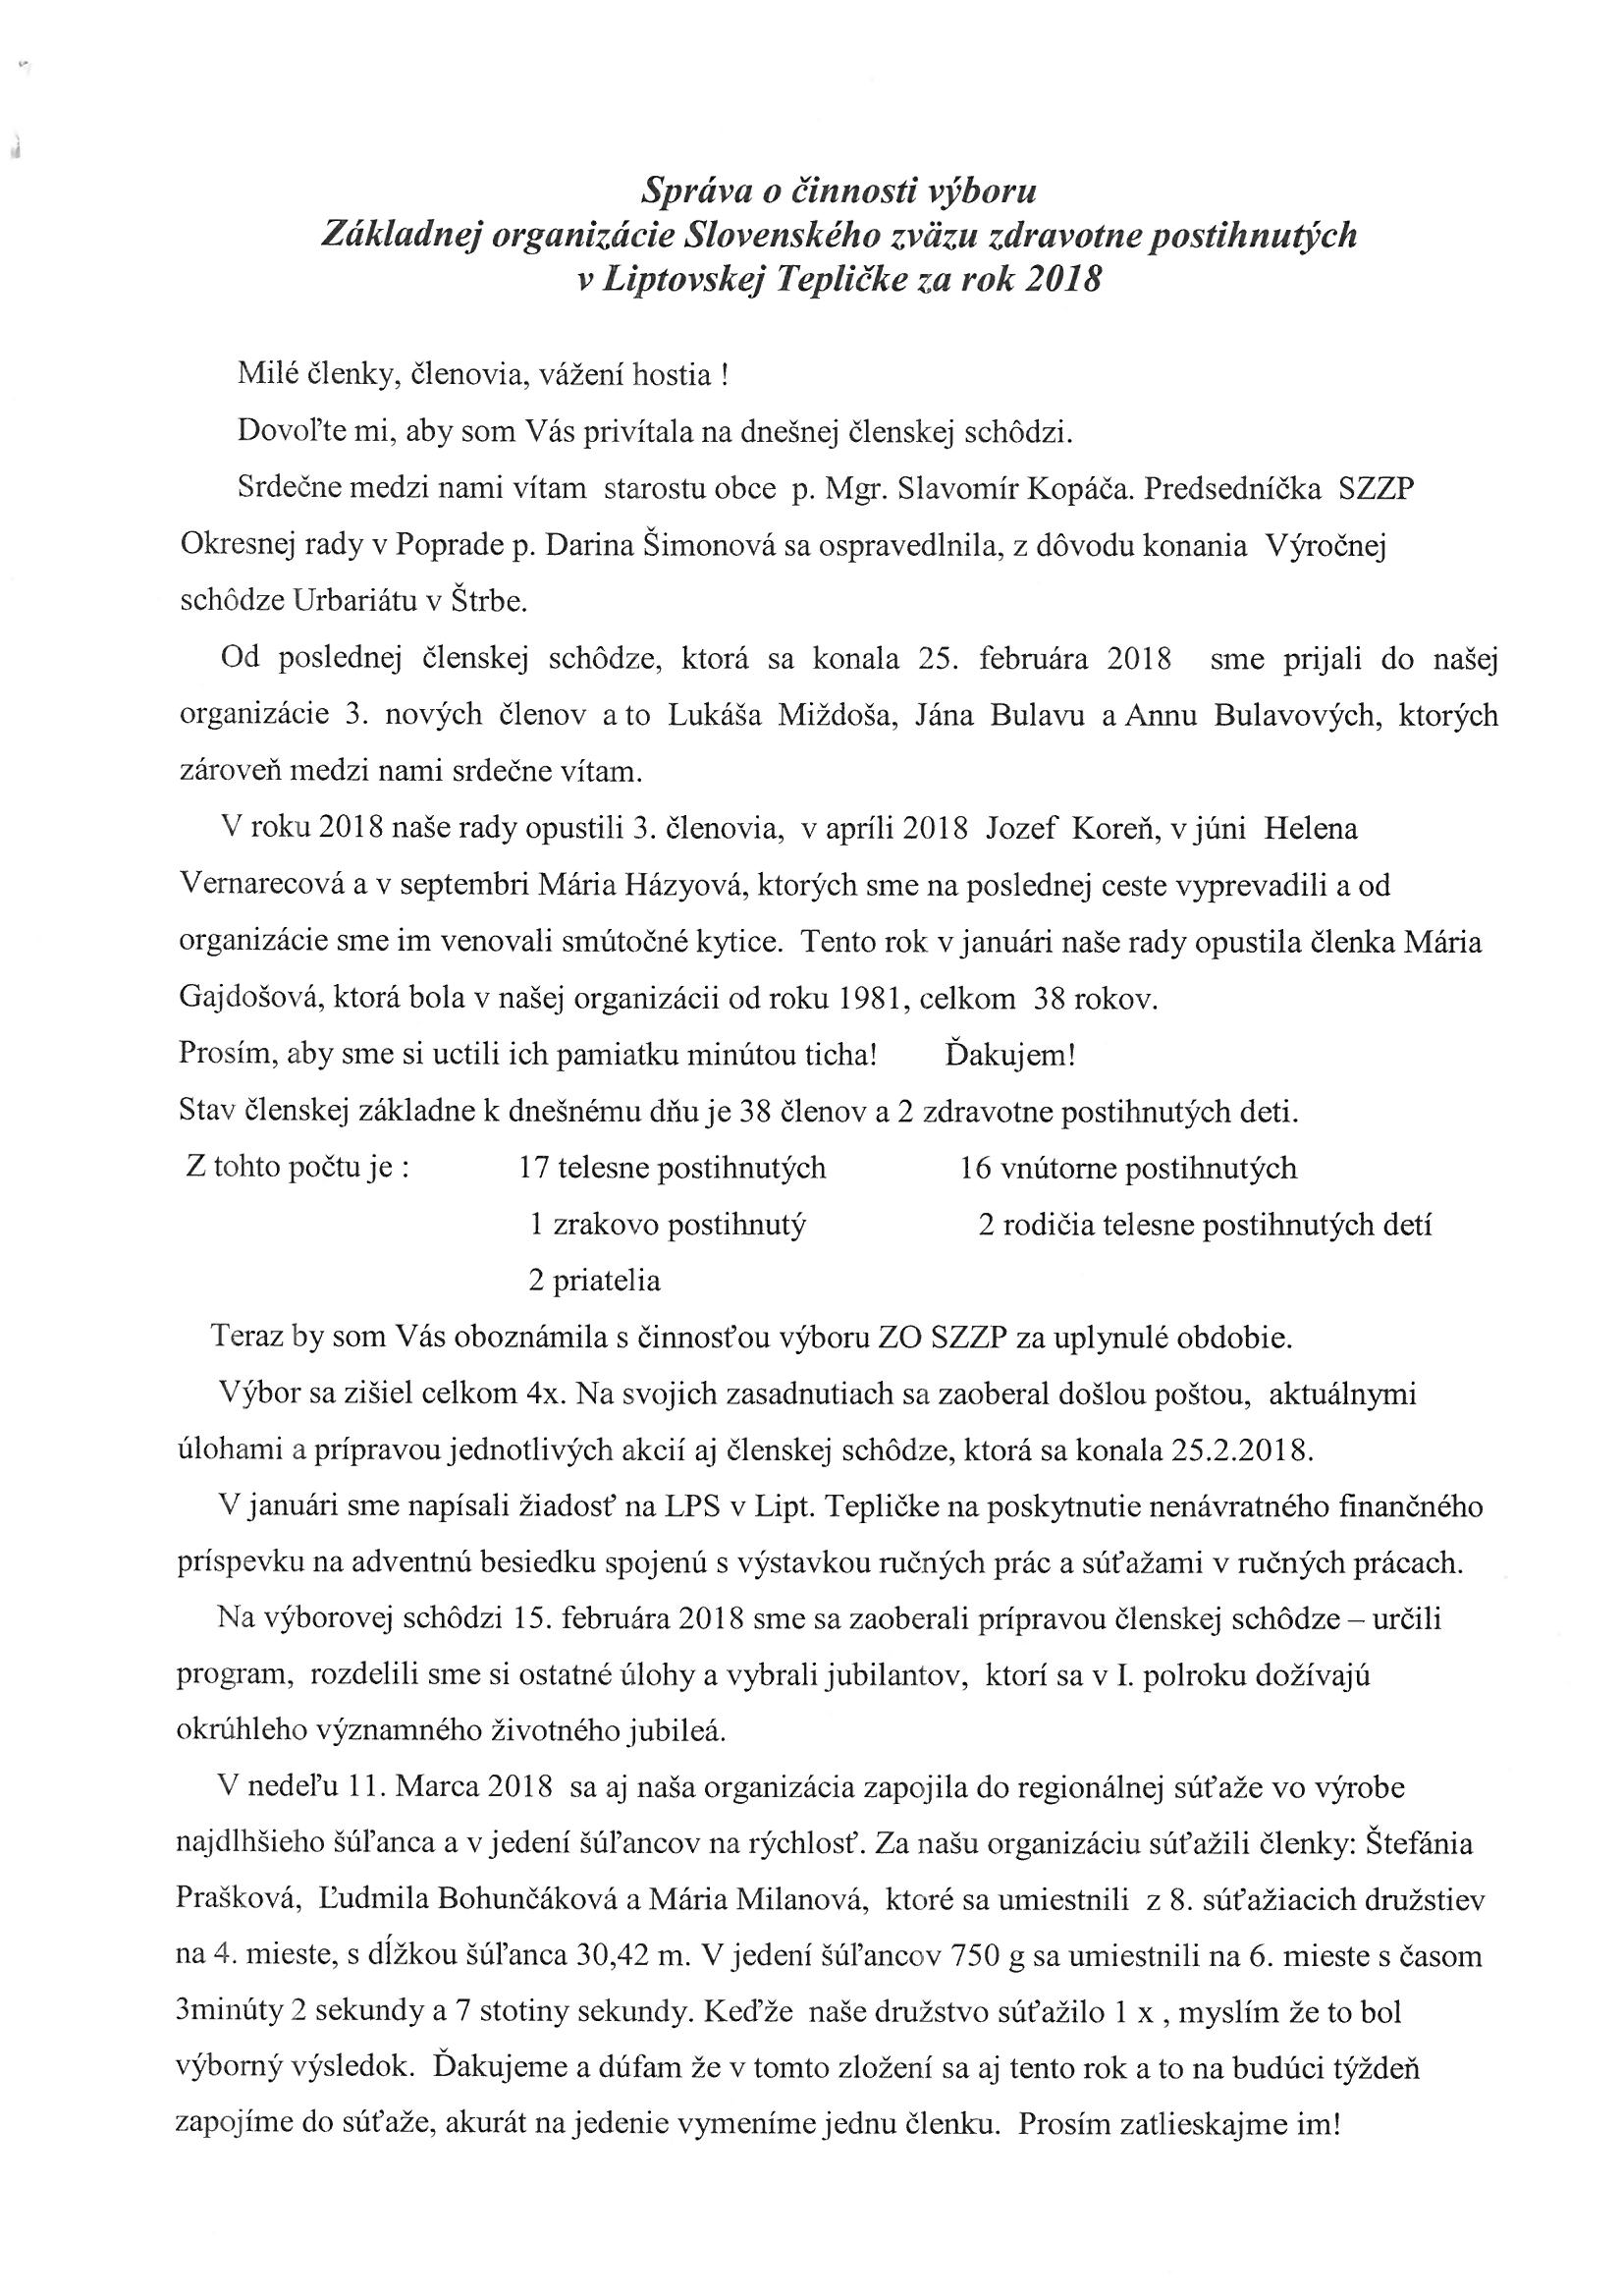 Správa o činnosti výboru
Základnej organizácie Slovenského zväzu zdravotne postihnutých
v Liptovskej Tepličke za rok 2018
Milé členky, členovia, vážení hostia !
Dovoľte mi, aby som Vás privítala na dnešnej členskej schôdzi.
Srdečne medzi nami vítam starostu obce p. Mgr. Slavomír Kopáča. Predsedníčka SZZP
Okresnej rady v Poprade p. Darina Šimonová sa ospravedlnila, z dôvodu konania Výročnej
schôdze Urbariátu v Štrbe.
Od poslednej členskej schôdze, ktorá sa konala 25. februára 2018 sme prijali do našej
organizácie 3. nových členov a to Lukáša Miždoša, Jána Bulavu a Annu Bulavových, ktorých
zároveň medzi nami srdečne vítam.
V roku 2018 naše rady opustili 3. členovia, v apríli 2018 Jozef Koreň, v júni Helena
Vernarecová a v septembri Mária Házyová, ktorých sme na poslednej ceste vyprevadili a od
organizácie sme im venovali smútočné kytice. Tento rok v januári naše rady opustila členka Mária
Gajdošová, ktorá bola v našej organizácii od roku 1981, celkom 38 rokov.
Prosím, aby sme si uctili ich pamiatku minútou ticha! Ďakujem!
Stav členskej základne k dnešnému dňu je 38 členov a 2 zdravotne postihnutých deti.
Z tohto počtu je : 17 telesne postihnutých 16 vnútorne postihnutých
1 zrakovo postihnutý 2 rodičia telesne postihnutých detí
2 priatelia
Teraz by som Vás oboznámila s činnosťou výboru ZO SZZP za uplynulé obdobie.
Výbor sa zišiel celkom 4x. Na svojich zasadnutiach sa zaoberal došlou poštou, aktuálnymi
úlohami a prípravou jednotlivých akcií aj členskej schôdze, ktorá sa konala 25.2.2018.
V januári sme napísali žiadosť na LPS v Lipt. Tepličke na poskytnutie nenávratného finančného
príspevku na adventnú besiedku spojenú s výstavkou ručných prác a súťažami v ručných prácach.
Na výborovej schôdzi 15. februára 2018 sme sa zaoberali prípravou členskej schôdze – určili
program, rozdelili sme si ostatné úlohy a vybrali jubilantov, ktorí sa v I. polroku dožívajú
okrúhleho významného životného jubileá.
V nedeľu 11. Marca 2018 sa aj naša organizácia zapojila do regionálnej súťaže vo výrobe
najdlhšieho šúľanca a v jedení šúľancov na rýchlosť. Za našu organizáciu súťažili členky: Štefánia
Prašková, Ľudmila Bohunčáková a Mária Milanová, ktoré sa umiestnili z 8. súťažiacich družstiev
na 4. mieste, s dĺžkou šúľanca 30,42 m. V jedení šúľancov 750 g sa umiestnili na 6. mieste s časom
3minúty 2 sekundy a 7 stotiny sekundy. Keďže naše družstvo súťažilo 1 x , myslím že to bol
výborný výsledok. Ďakujeme a dúfam že v tomto zložení sa aj tento rok a to na budúci týždeň
zapojíme do súťaže, akurát na jedenie vymeníme jednu členku. Prosím zatlieskajme im!